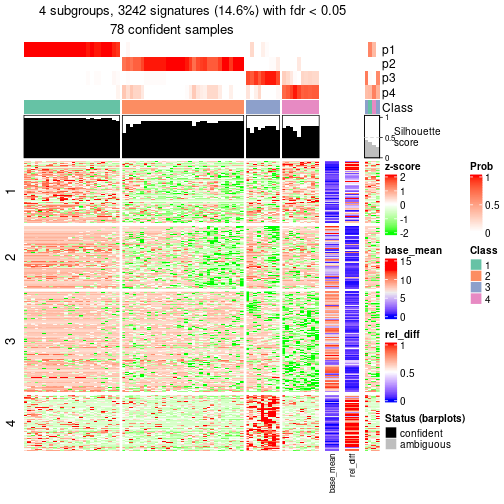 4 subgroups, 3242 signatures (14.6%) with fdr < 0.05
78 confident samples
p1
p2
p3
p4
Class
1
0.5
0
Silhouette
score
1
2
3
4
base_mean
rel_diff
z-score
2
1
0
-1
-2
base_mean
15
10
5
0
rel_diff
1
0.5
0
Status (barplots)
confident
ambiguous
Prob
1
0.5
0
Class
1
2
3
4